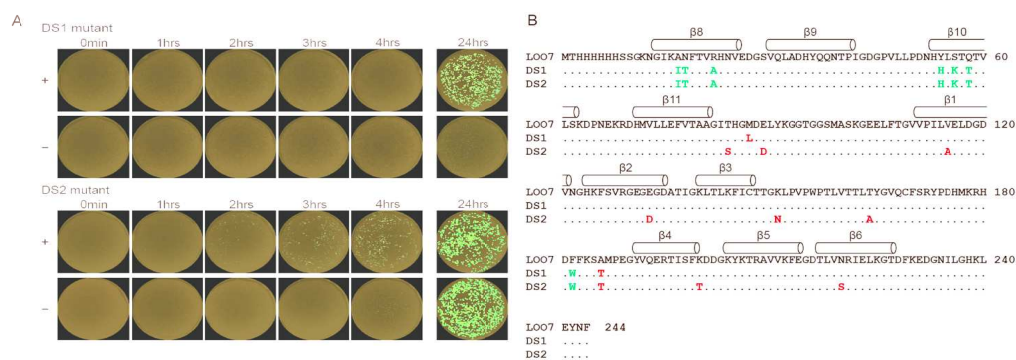 A
DS1 mutant
0min 1hrs 2hrs 3hrs 4hrs 24hrs
+
−
DS2 mutant
0min 1hrs 2hrs 3hrs 4hrs 24hrs
+
−
B
β8 β9 β10
LOO7 MTHHHHHHSSGKNGIKANFTVRHNVEDGSVQLADHYQQNTPIGDGPVLLPDNHYLSTQTV 60
DS1 ................IT...A...............................H.K.T..
DS2 ................IT...A...............................H.K.T..
β11 β1
LOO7 LSKDPNEKRDHMVLLEFVTAAGITHGMDELYKGGTGGSMASKGEELFTGVVPILVELDGD 120
DS1 ..........................L.................................
DS2 .......................S....D.........................A.....
β2 β3
LOO7 VNGHKFSVRGEGEGDATIGKLTLKFICTTGKLPVPWPTLVTTLTYGVQCFSRYPDHMKRH 180
DS1 ............................................................
DS2 ............D.................N............A................
β4 β5 β6
LOO7 DFFKSAMPEGYVQERTISFKDDGKYKTRAVVKFEGDTLVNRIELKGTDFKEDGNILGHKL 240
DS1 .W...T......................................................
DS2 .W...T.............T...................S....................
LOO7 EYNF 244
DS1 ....
DS2 ....